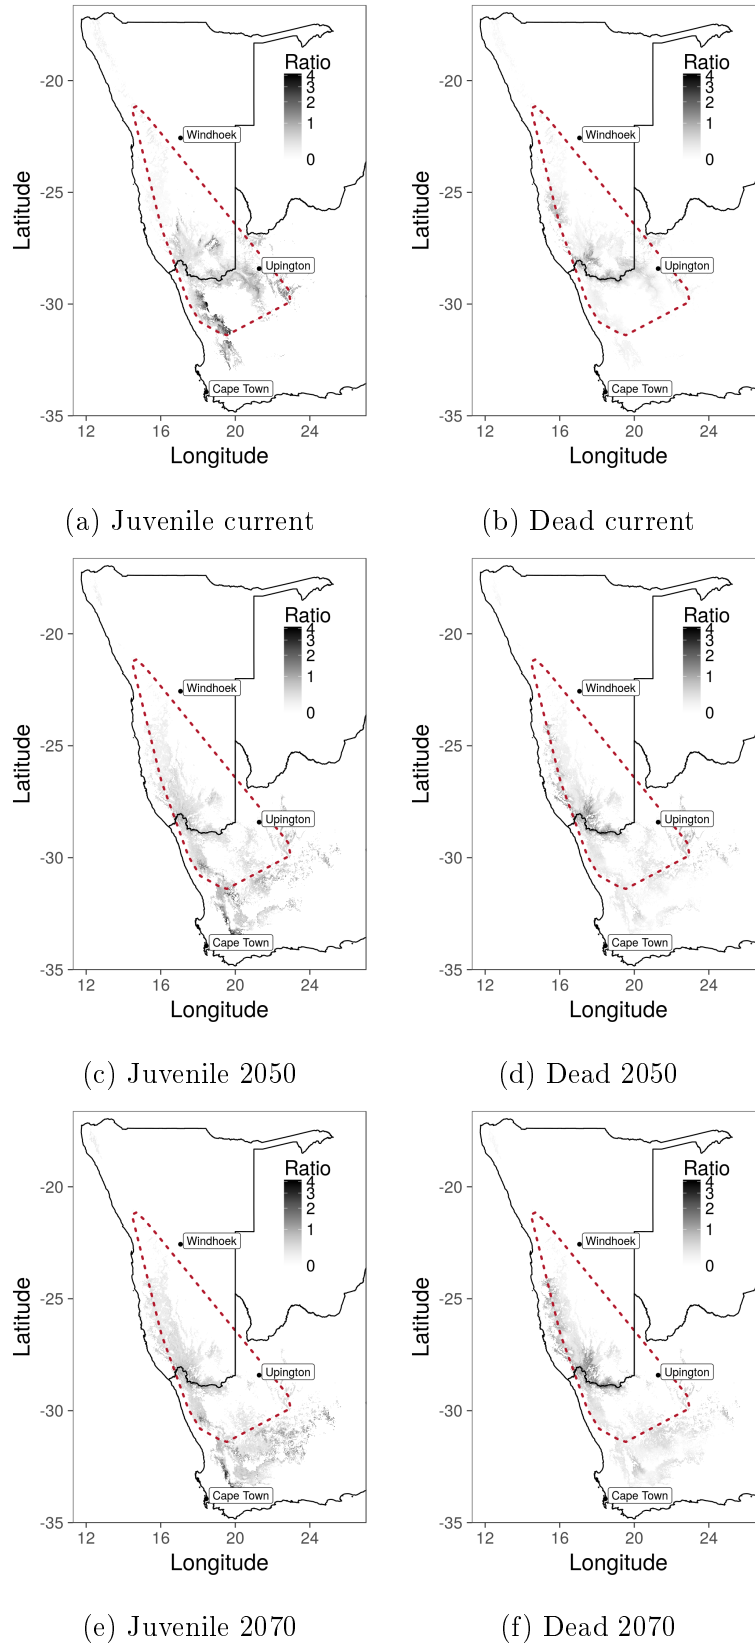 Ratio
4
3
2
1
0
Windhoek
Upington
Cape Town
-20
-25
-30
-35
Latitude
12 16 20 24
Longitude
(a) Juvenile current
Ratio
4
3
2
1
0
Windhoek
Upington
Cape Town
-20
-25
-30
-35
Latitude
12 16 20 24
Longitude
(b) Dead current
Ratio
4
3
2
1
0
Windhoek
Upington
Cape Town
-20
-25
-30
-35
Latitude
12 16 20 24
Longitude
(c) Juvenile 2050
Ratio
4
3
2
1
0
Windhoek
Upington
Cape Town
-20
-25
-30
-35
Latitude
12 16 20 24
Longitude
(d) Dead 2050
Ratio
4
3
2
1
0
Windhoek
Upington
Cape Town
-20
-25
-30
-35
Latitude
12 16 20 24
Longitude
(e) Juvenile 2070
Ratio
4
3
2
1
0
Windhoek
Upington
Cape Town
-20
-25
-30
-35
Latitude
12 16 20 24
Longitude
(f) Dead 2070